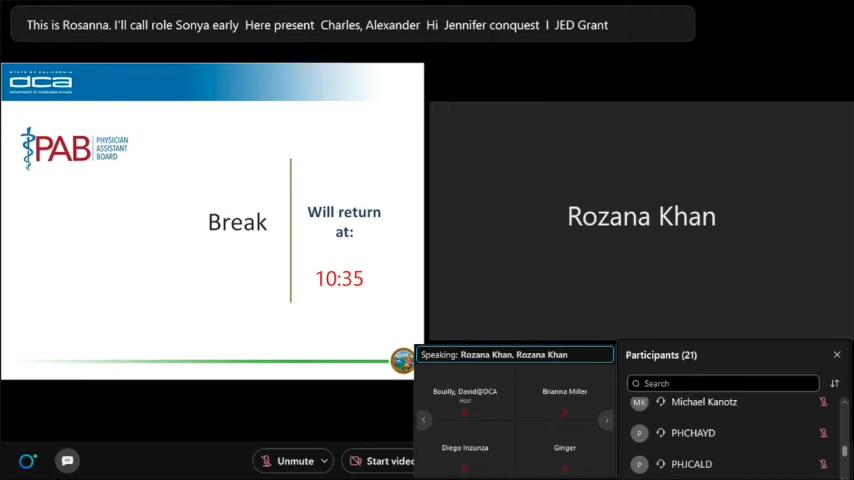 This is Rosanna. I'll call role Sonya early Here present Charles, Alexander Hi Jennifer conquest I JED Grant
STATE OF CALIFORNIA
dca
DEPARTMENT OF CONSUMER AFFAIRS
PAB
PHYSICIAN
ASSISTANT
BOARD
Break
Will return
at:
10:35
Rozana Khan
Speaking: Rozana Khan, Rozana Khan
Bouilly, David@DCA
Host
Brianna Miller
Diego Inzunza
Ginger
Participants (21)
Search
MK Michael Kanotz
P PHCHAYD
P PHJCALD
Unmute
Start video